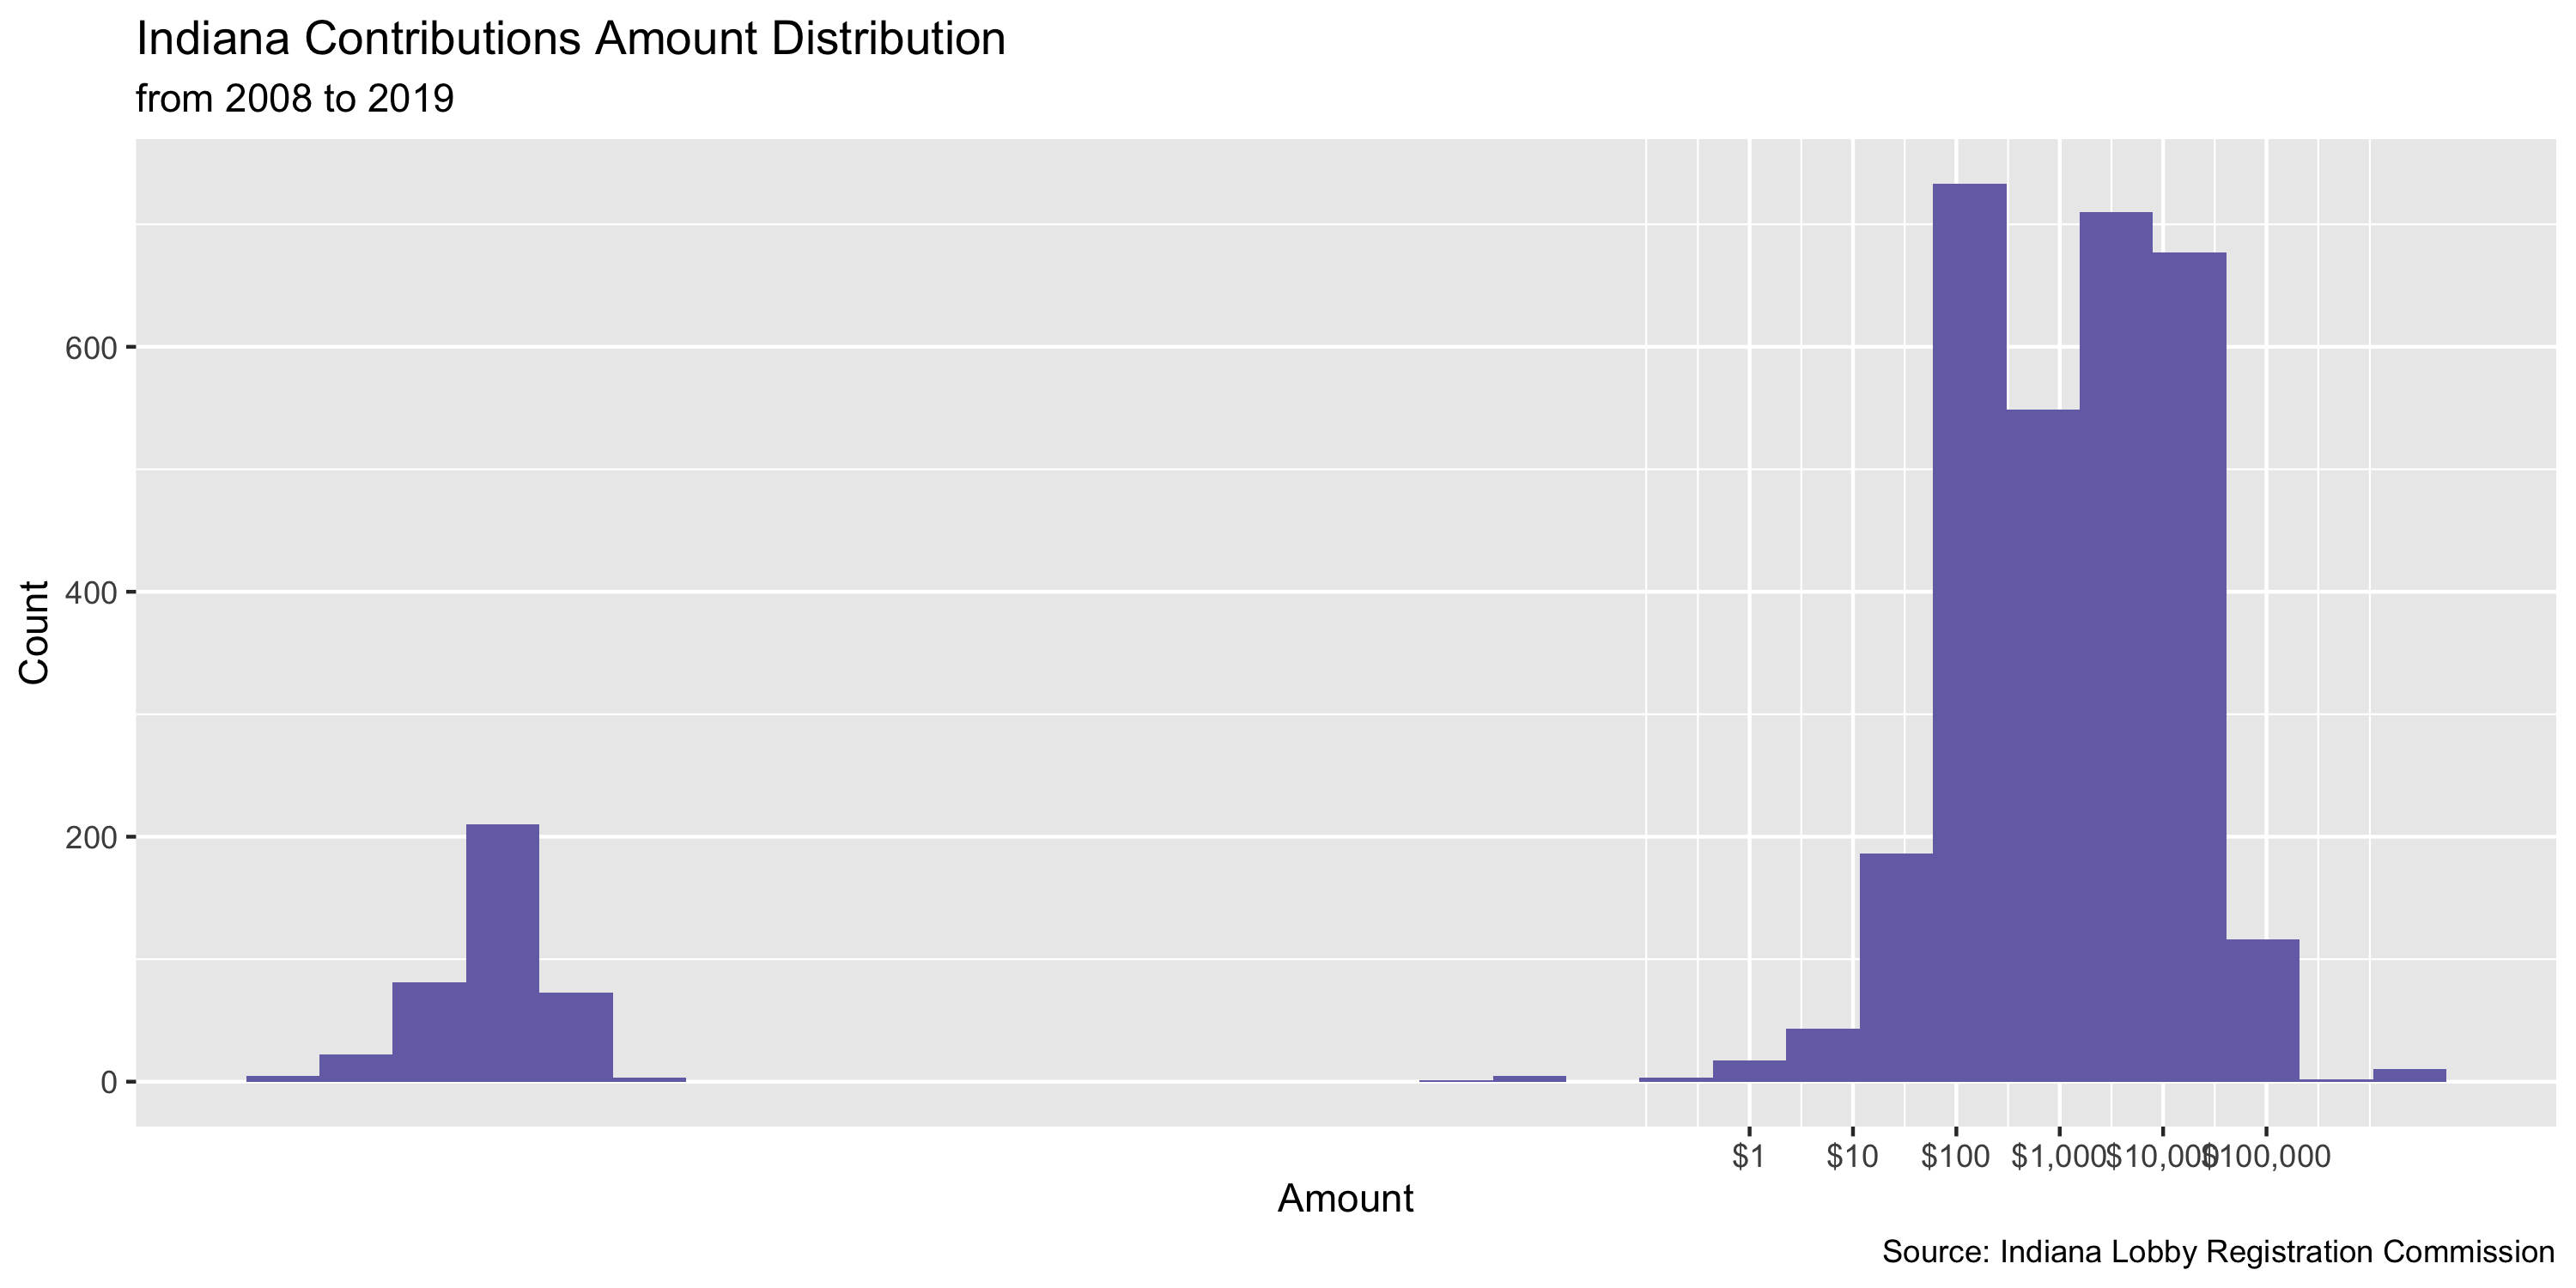 Indiana Contributions Amount Distribution
from 2008 to 2019
Count
600
400
200
0
$1 $10 $100 $1,000 $10,000 $100,000
Amount
Source: Indiana Lobby Registration Commission